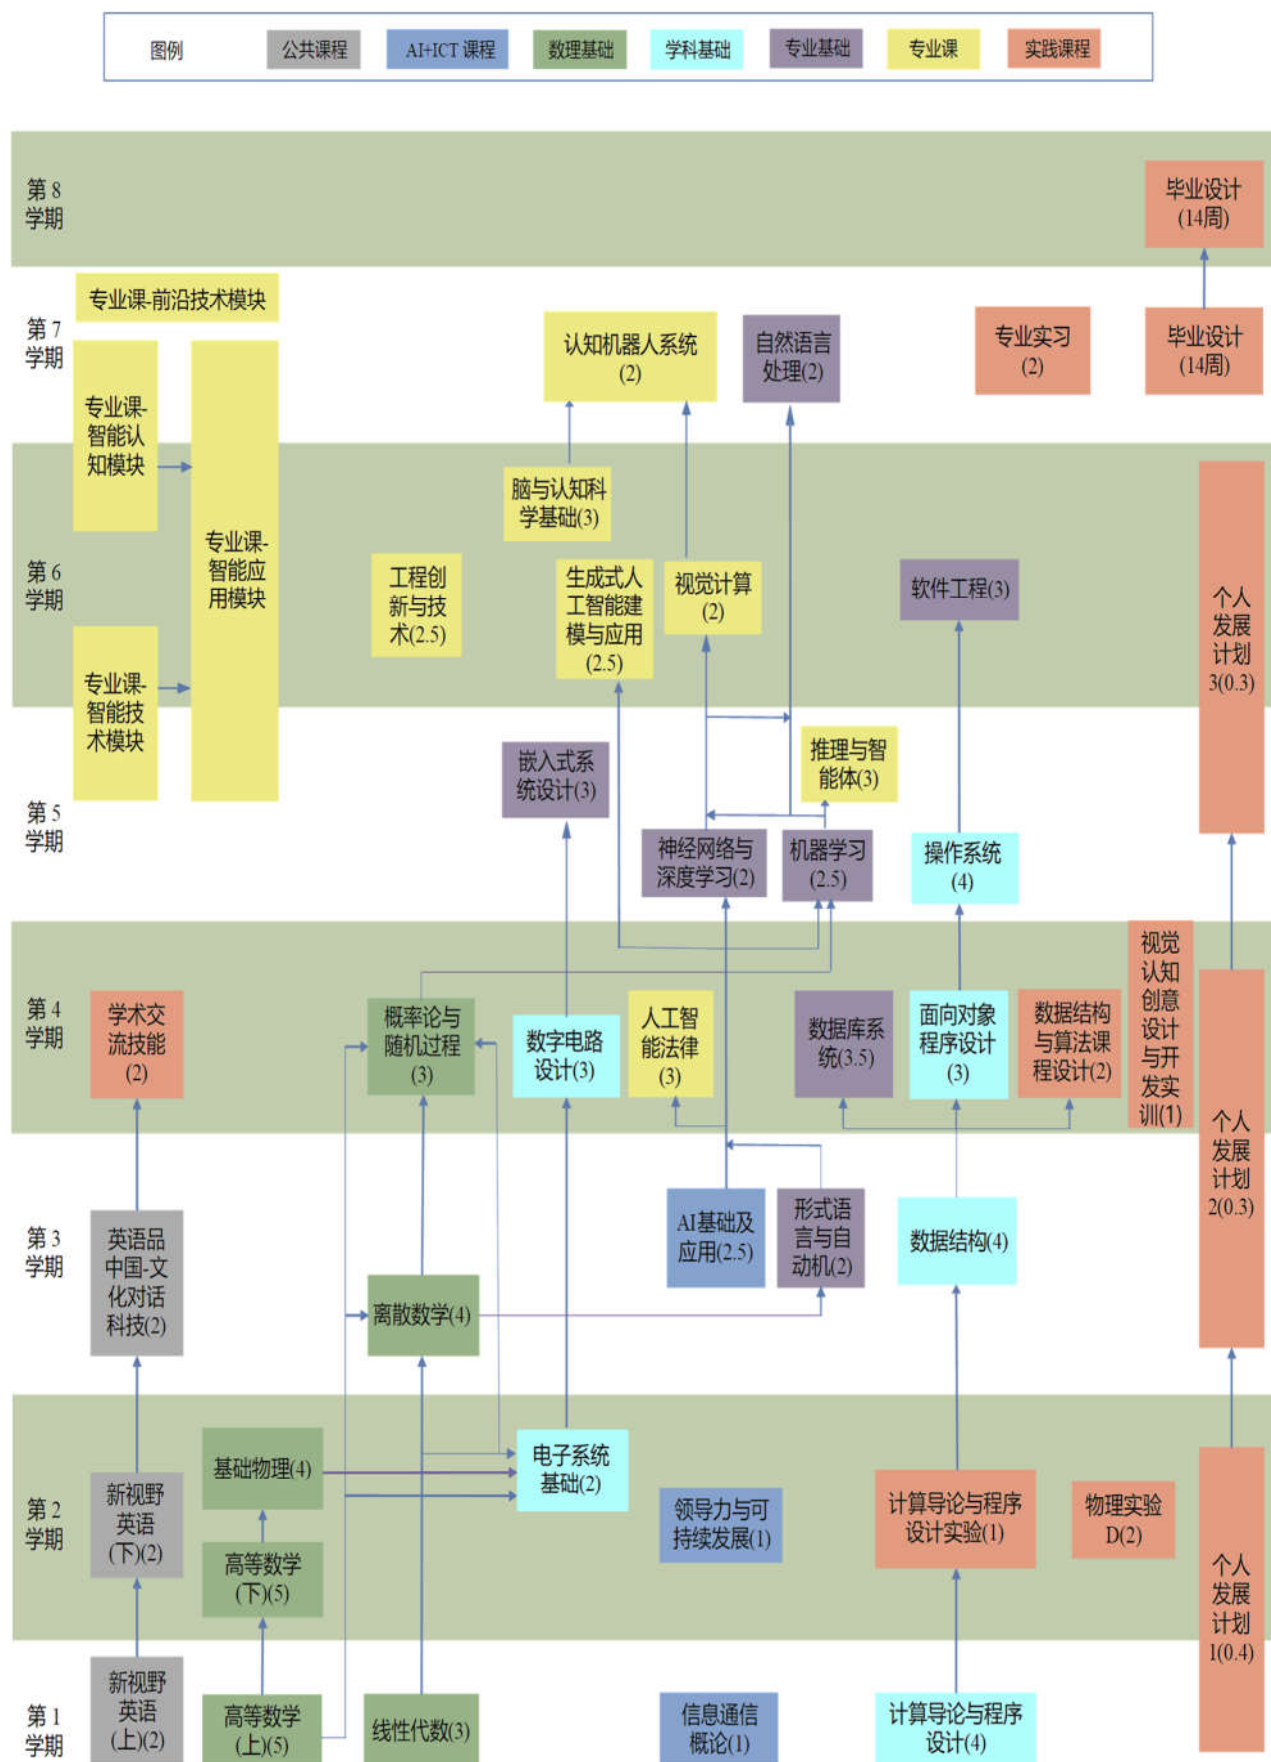 图例
公共课程
AI+ICT 课程
数理基础
学科基础
专业基础
专业课
实践课程
第 8
学期
毕业设计
(14周)
第 7
学期
专业课-前沿技术模块
专业课-
智能认
知模块
专业课-
智能应
用模块
认知机器人系统
(2)
自然语言
处理(2)
专业实习
(2)
毕业设计
(14周)
第 6
学期
脑与认知科
学基础(3)
工程创
新与技
术(2.5)
生成式人
工智能建
模与应用
(2.5)
视觉计算
(2)
软件工程(3)
个人
发展
计划
3(0.3)
专业课-
智能技
术模块
第 5
学期
嵌入式系
统设计(3)
推理与智
能体(3)
神经网络与
深度学习(2)
机器学习
(2.5)
操作系统
(4)
第 4
学期
学术交
流技能
(2)
概率论与
随机过程
(3)
数字电路
设计(3)
人工智
能法律
(3)
数据库系
统(3.5)
面向对象
程序设计
(3)
数据结构
与算法课
程设计(2)
视觉
认知
创意
设计
与开
发实
训(1)
个人
发展
计划
2(0.3)
第 3
学期
英语品
中国-文
化对话
科技(2)
离散数学(4)
AI基础及
应用(2.5)
形式语
言与自
动机(2)
数据结构(4)
第 2
学期
新视野
英语
(下)(2)
基础物理(4)
高等数学
(下)(5)
电子系统
基础(2)
领导力与可
持续发展(1)
计算导论与程序
设计实验(1)
物理实验
D(2)
个人
发展
计划
1(0.4)
第 1
学期
新视野
英语
(上)(2)
高等数学
(上)(5)
线性代数(3)
信息通信
概论(1)
计算导论与程序
设计(4)